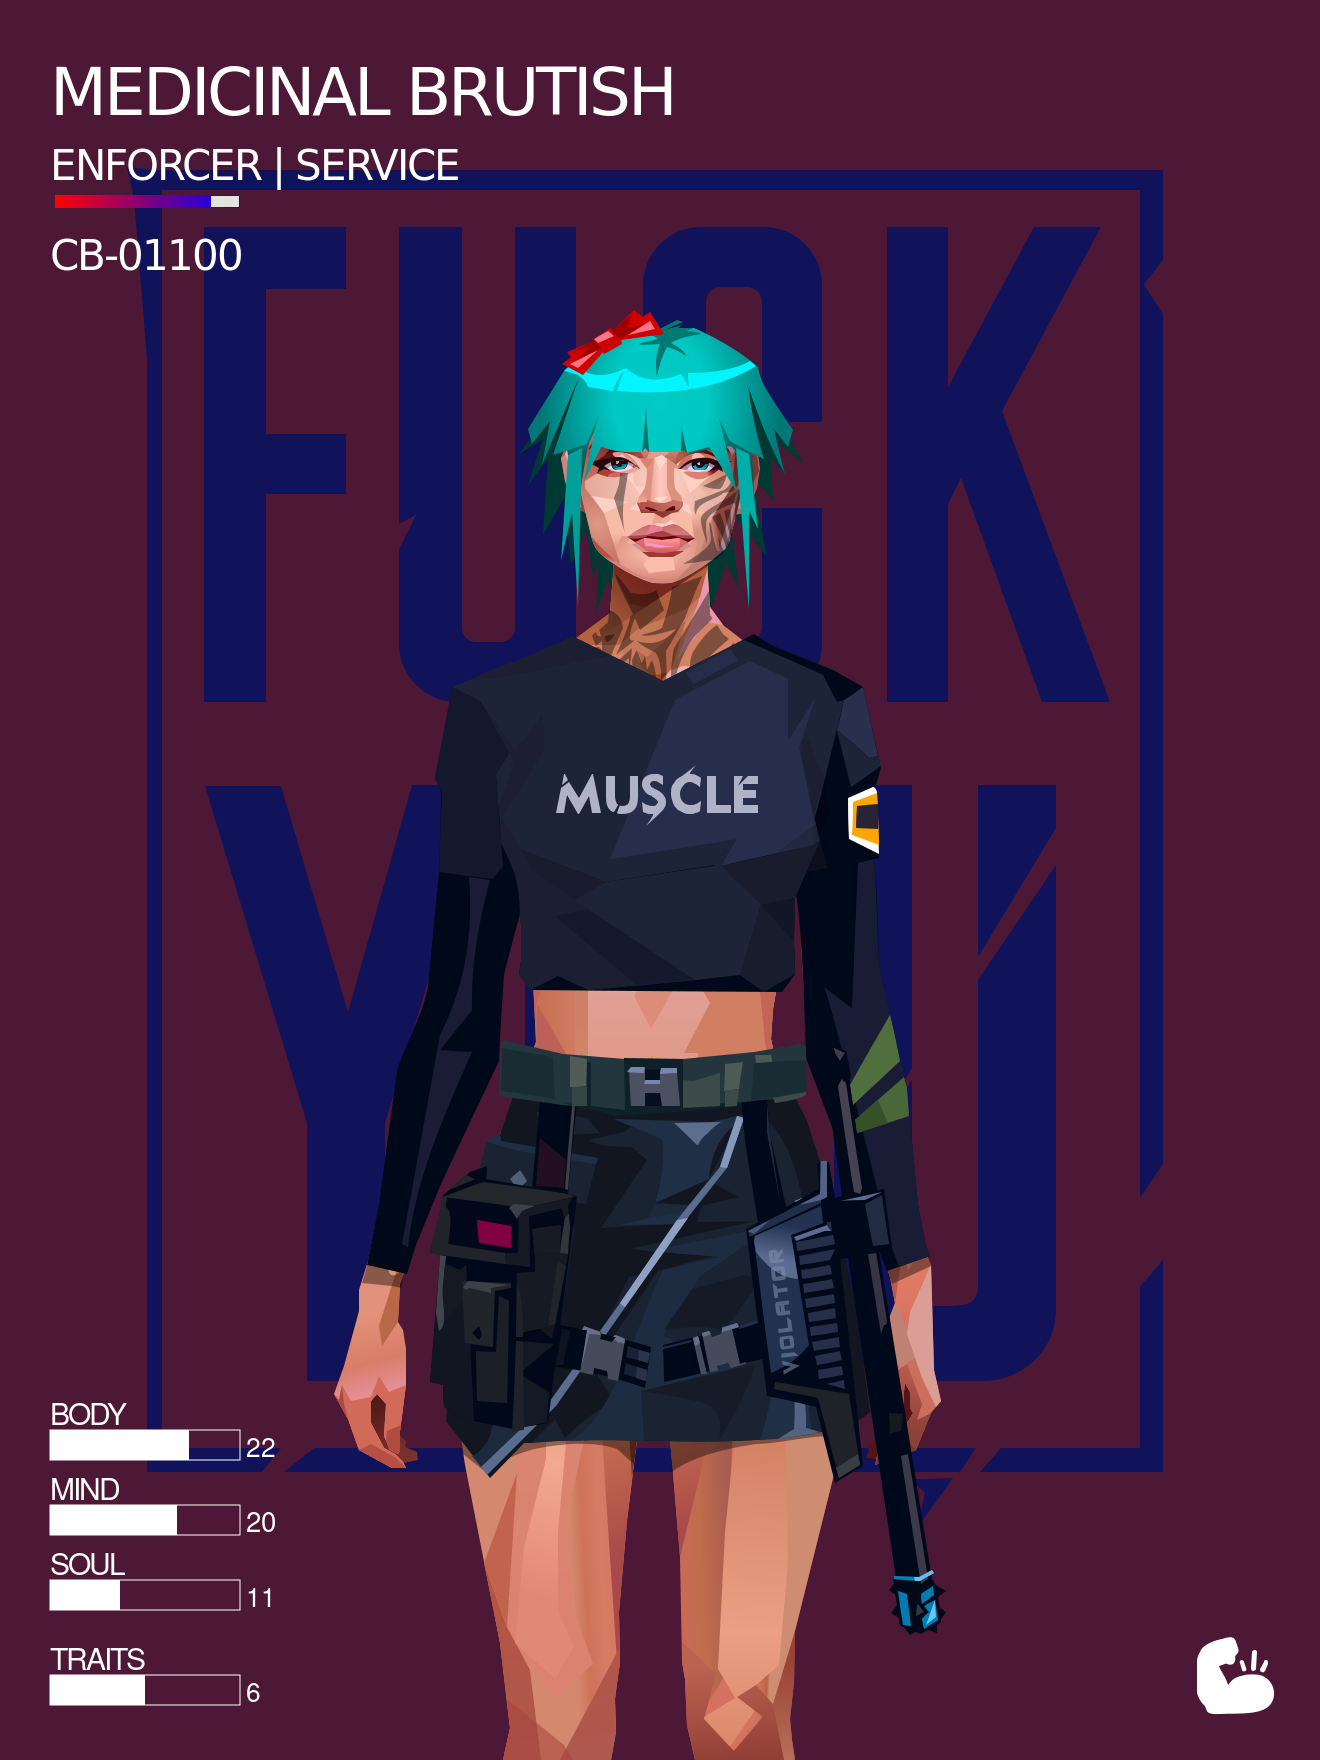 MEDICINAL BRUTISH
ENFORCER | SERVICE
CB-01100
FUCK
YOU
MUSCLE
VIOLATOR
BODY
22
MIND
20
SOUL
11
TRAITS
6